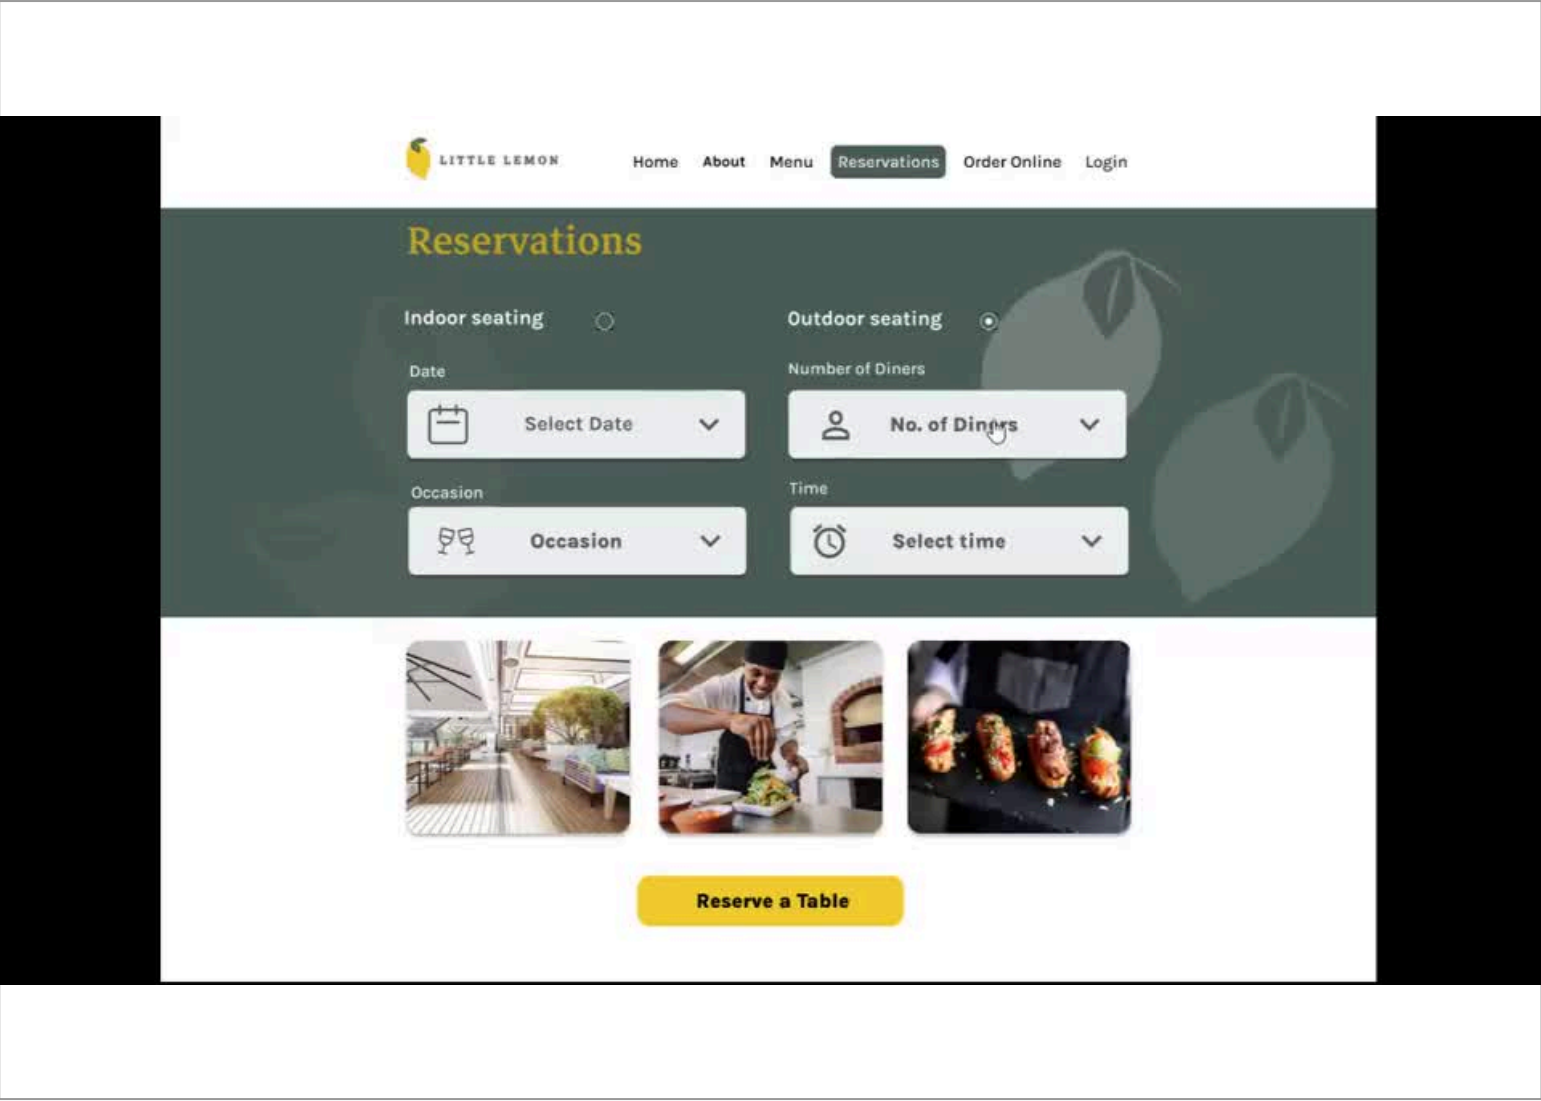 LITTLE LEMON
Home About Menu Reservations Order Online Login
Reservations
Indoor seating Outdoor seating
Date Number of Diners
Select Date No. of Diners
Occasion Time
Occasion Select time
Reserve a Table